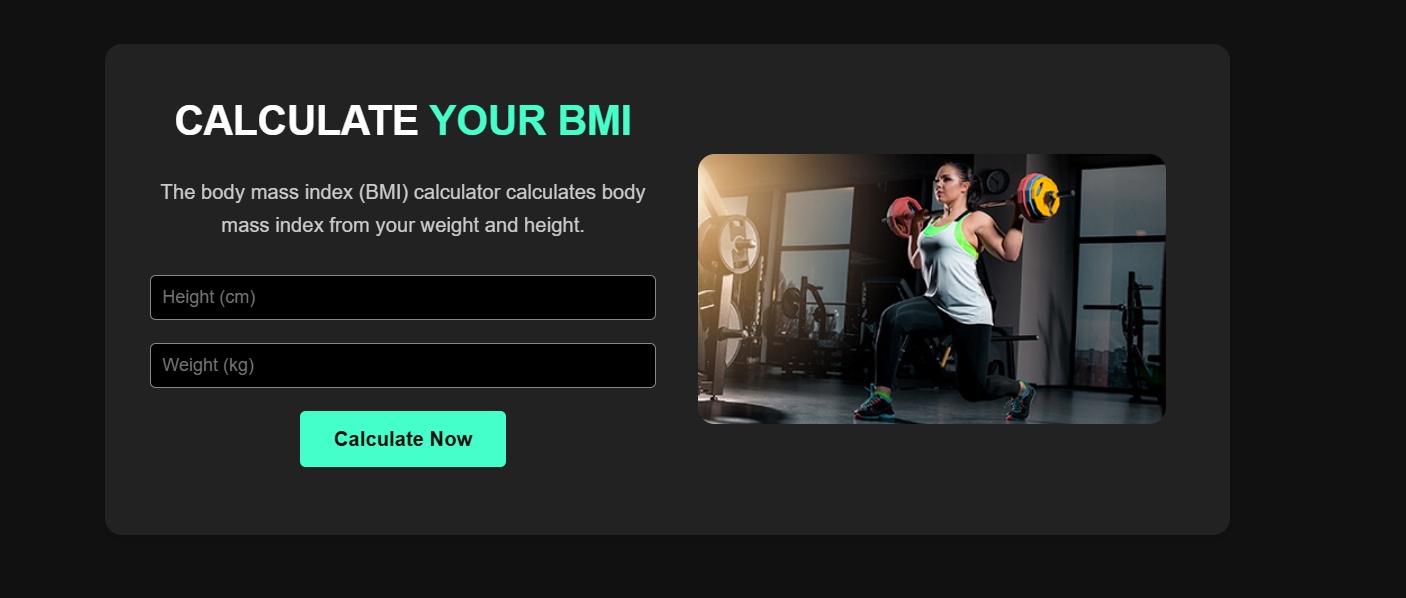 CALCULATE YOUR BMI
The body mass index (BMI) calculator calculates body
mass index from your weight and height.
Height (cm)
Weight (kg)
Calculate Now